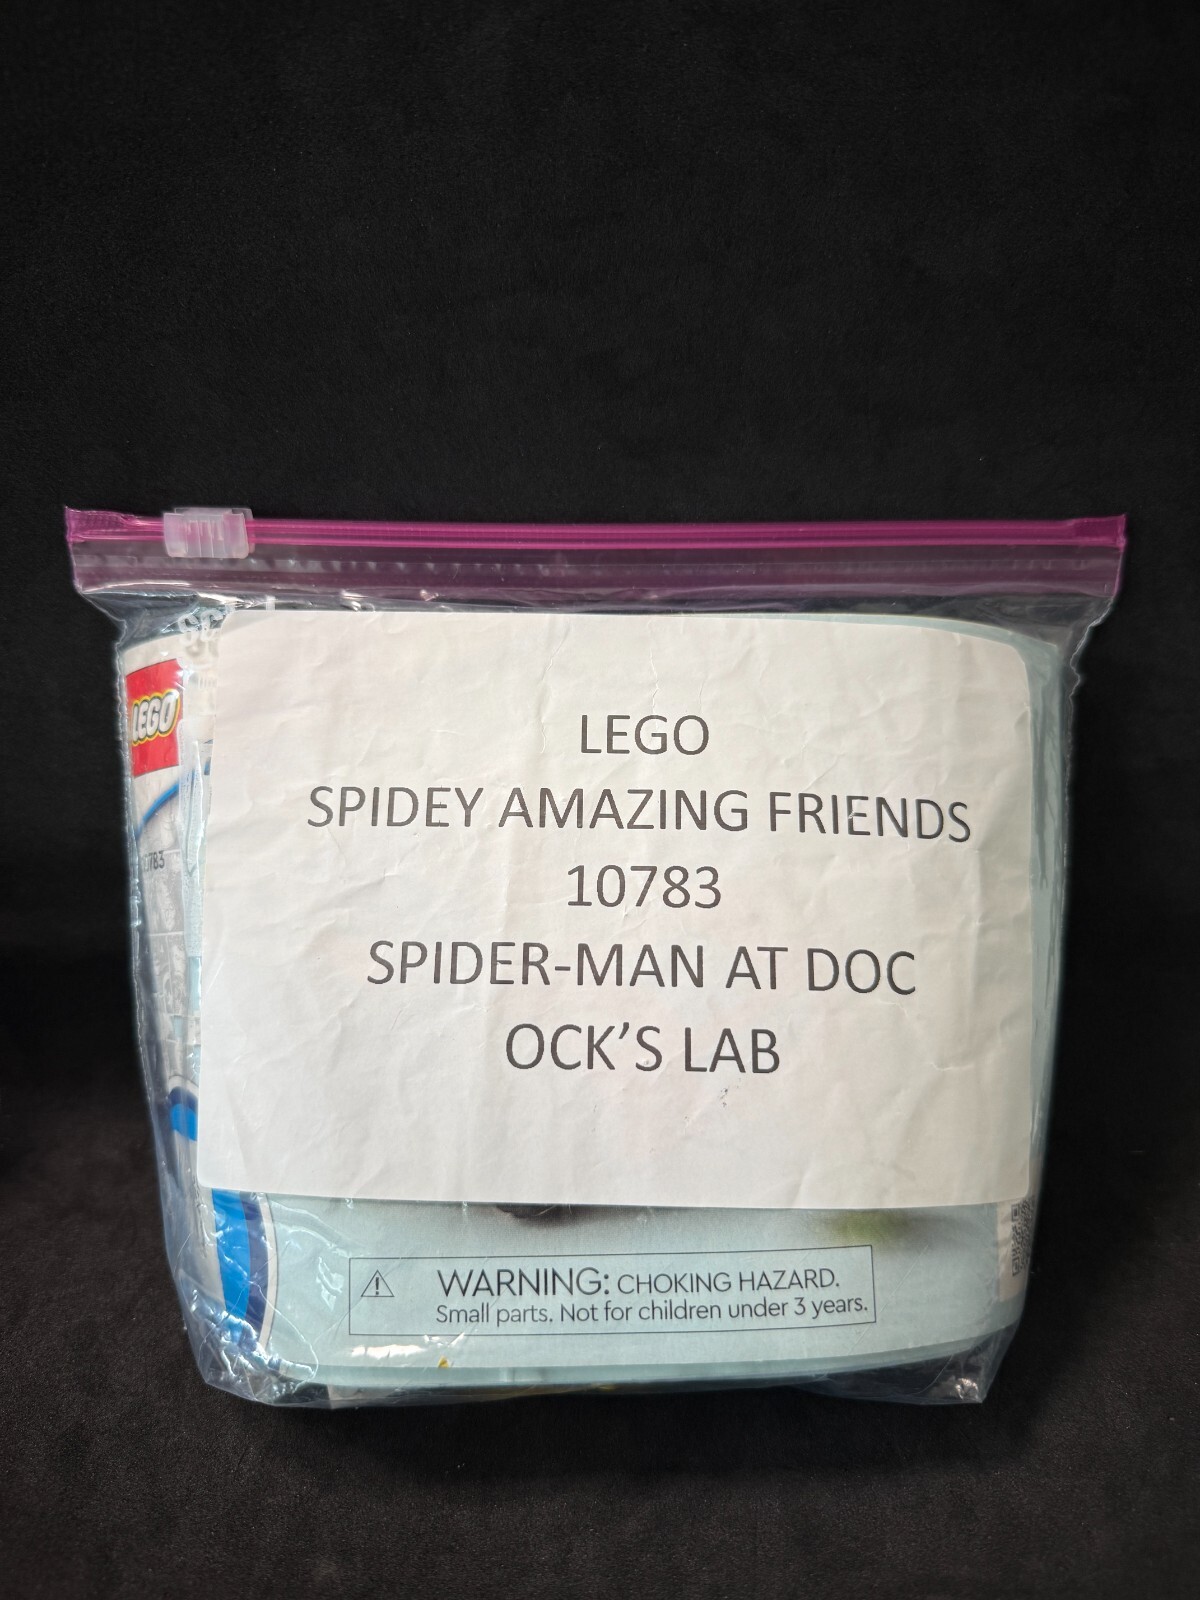 LEGO
LEGO
SPIDEY AMAZING FRIENDS
10783
SPIDER-MAN AT DOC
OCK'S LAB
WARNING: CHOKING HAZARD.
Small parts. Not for children under 3 years.